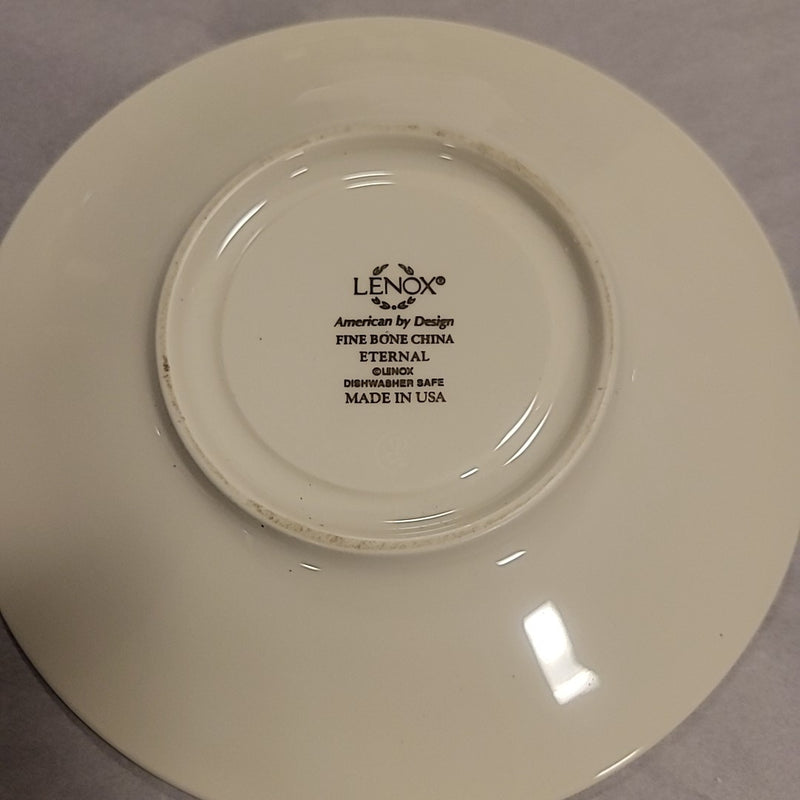 LENOX®
American by Design
FINE BONE CHINA
ETERNAL
©LENOX
DISHWASHER SAFE
MADE IN USA